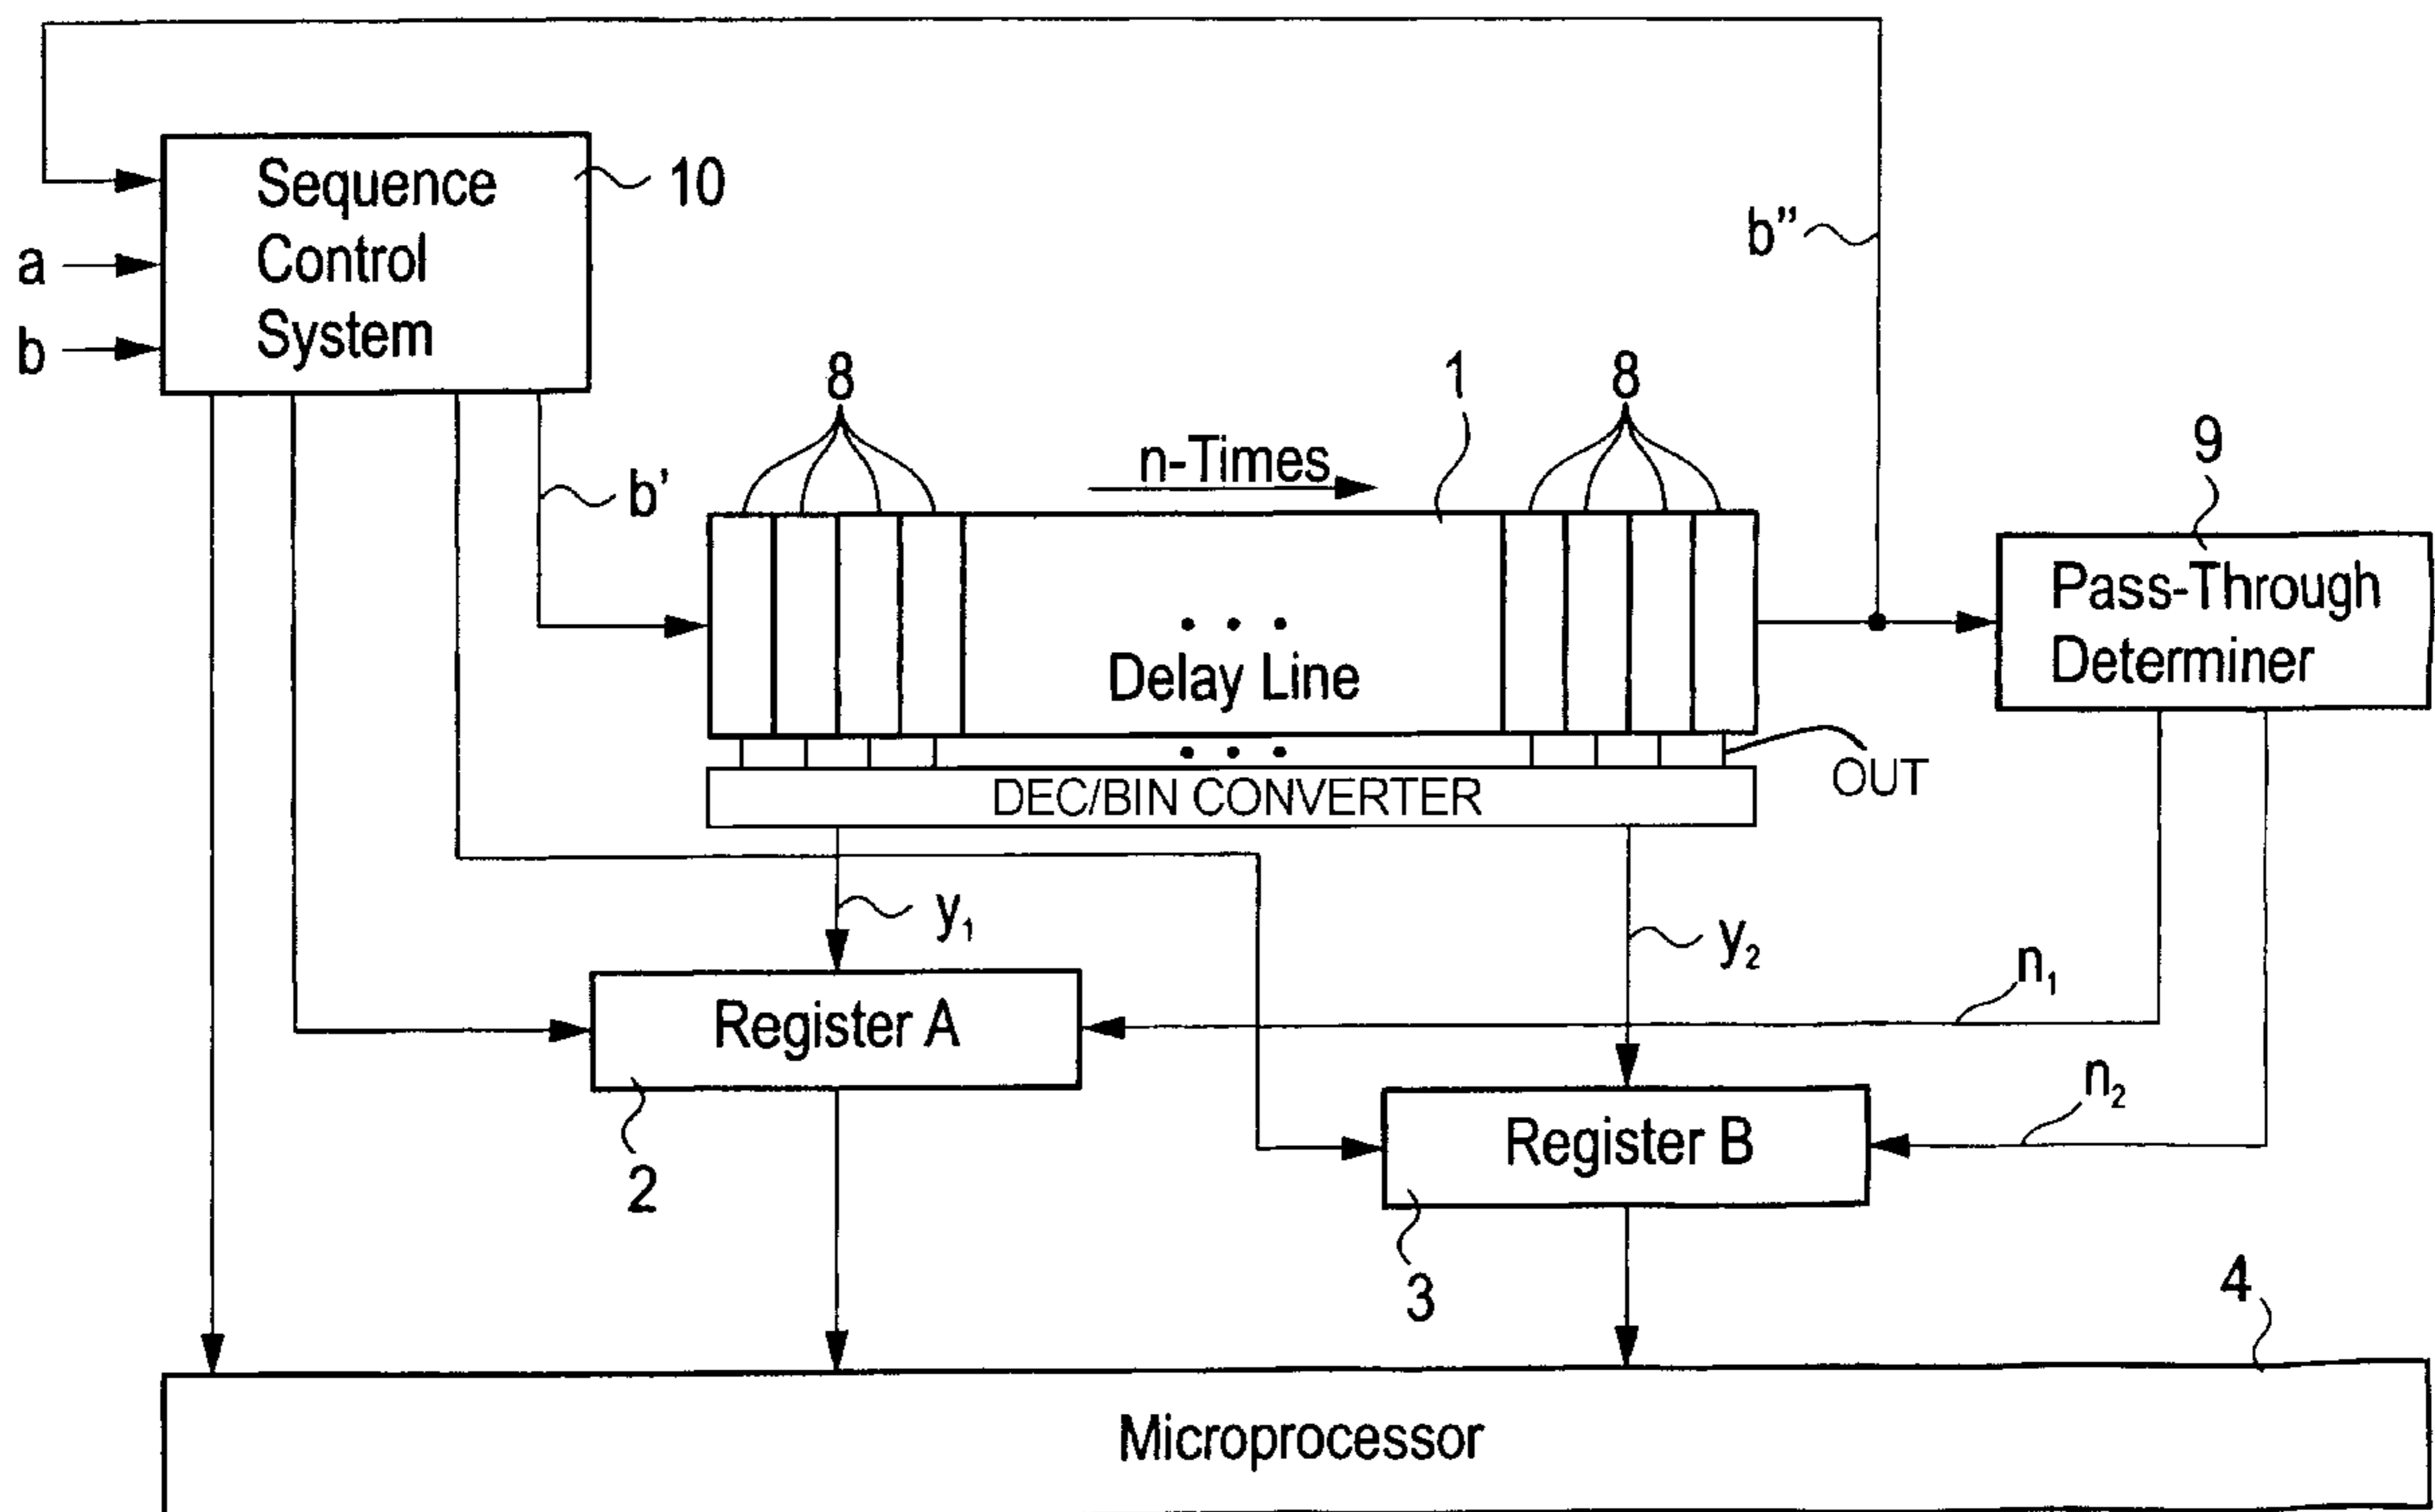 Sequence
Control
System
10
a
b
b'
8
n-Times
1
8
b"
9
Pass-Through
Determiner
Delay Line
OUT
DEC/BIN CONVERTER
y₁
y₂
n₁
n₂
Register A
2
Register B
3
4
Microprocessor